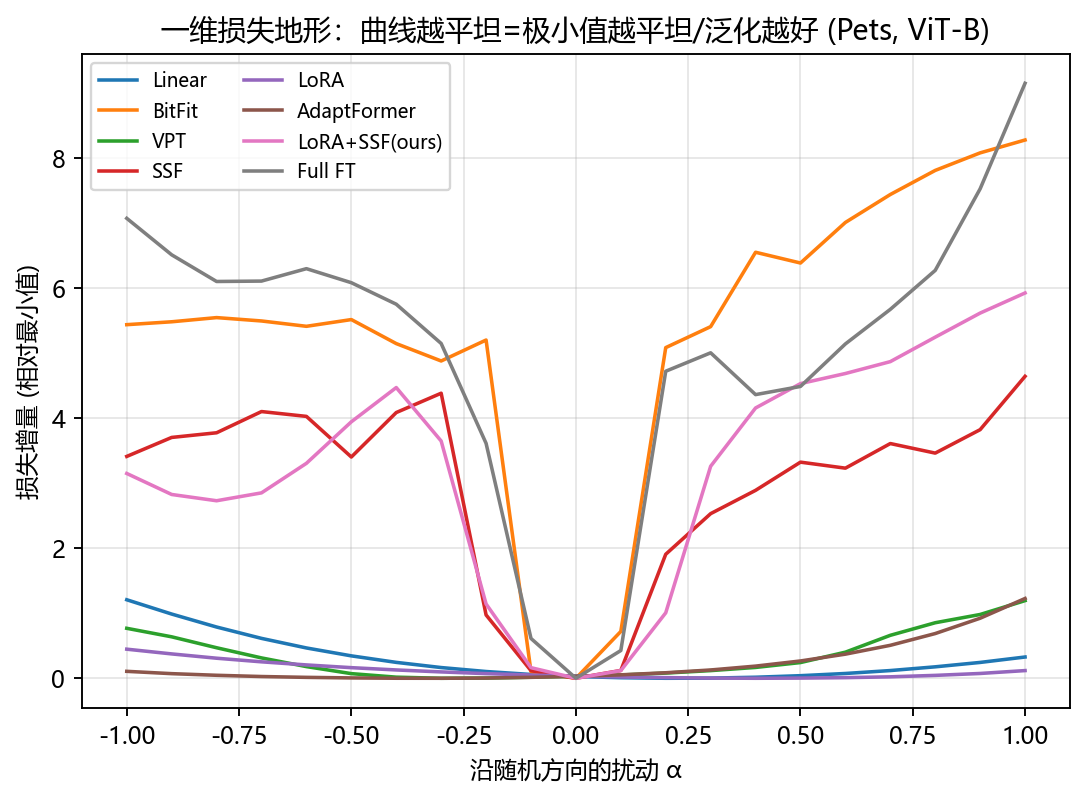 一维损失地形：曲线越平坦=极小值越平坦/泛化越好 (Pets, ViT-B)
Linear
BitFit
VPT
SSF
LoRA
AdaptFormer
LoRA+SSF(ours)
Full FT
损失增量 (相对最小值)
8
6
4
2
0
-1.00 -0.75 -0.50 -0.25 0.00 0.25 0.50 0.75 1.00
沿随机方向的扰动 α